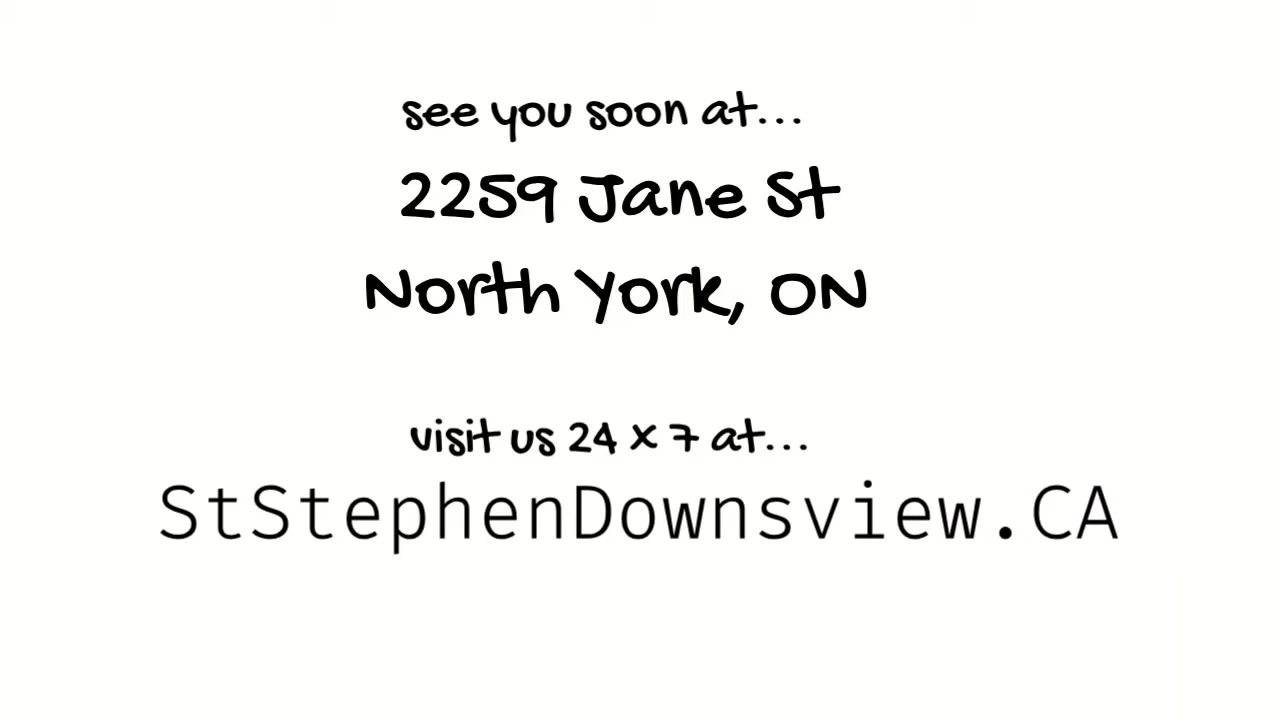 see you soon at...
2259 Jane St
North York, ON
visit us 24 x 7 at...
StStephenDownsview.CA